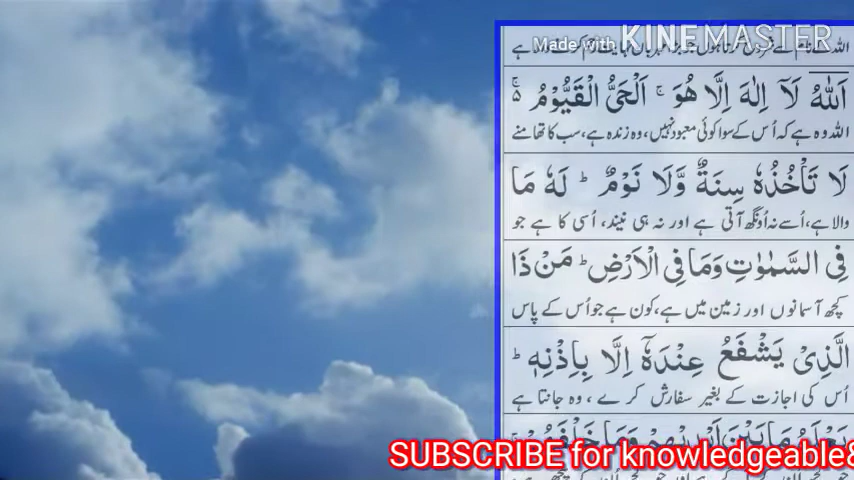 Made with KINEMASTER
اَللّٰهُ لَاۤ اِلٰهَ اِلَّا هُوَ ۚ اَلْحَیُّ الْقَیُّوْمُ ۚ۬
اللہ وہ ہے کہ اُس کے سوا کوئی معبود نہیں، وہ زندہ ہے، سب کا تھامنے
لَا تَاْخُذُهٗ سِنَةٌ وَّلَا نَوْمٌ ؕ لَهٗ مَا
والا ہے، اُسے نہ اُونگھ آتی ہے اور نہ ہی نیند، اُسی کا ہے جو
فِی السَّمٰوٰتِ وَمَا فِی الْاَرْضِ ؕ مَنْ ذَا
کچھ آسمانوں اور زمین میں ہے، کون ہے جو اُس کے پاس
الَّذِیْ یَشْفَعُ عِنْدَهٗۤ اِلَّا بِاِذْنِهٖ ؕ
اُس کی اجازت کے بغیر سفارش کرے، وہ جانتا ہے
SUBSCRIBE for knowledgeable8